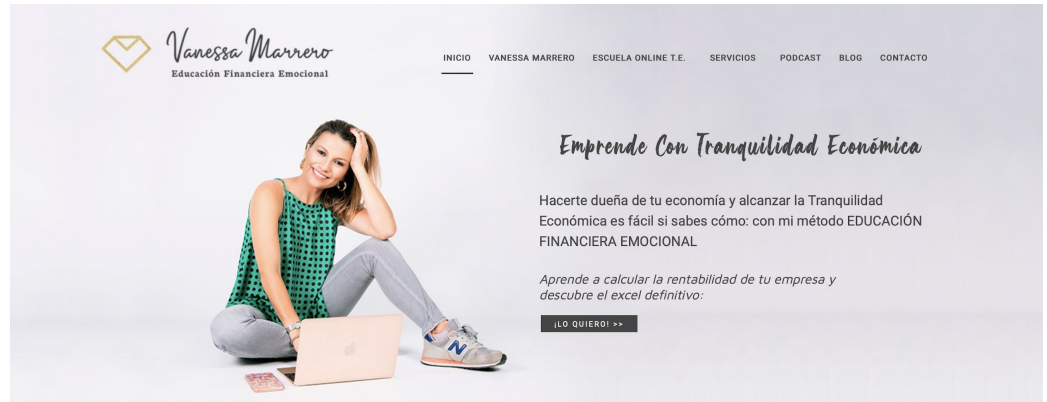 Vanessa Marrero
Educación Financiera Emocional
INICIO VANESSA MARRERO ESCUELA ONLINE T.E. SERVICIOS PODCAST BLOG CONTACTO
Emprende Con Tranquilidad Económica
Hacerte dueña de tu economía y alcanzar la Tranquilidad
Económica es fácil si sabes cómo: con mi método EDUCACIÓN
FINANCIERA EMOCIONAL
Aprende a calcular la rentabilidad de tu empresa y
descubre el excel definitivo:
¡LO QUIERO! >>
N